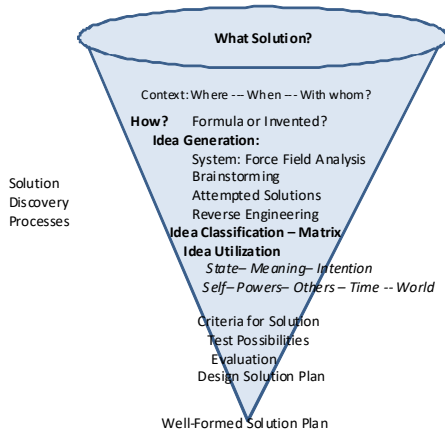 What Solution?
Context: Where --- When --- With whom?
How? Formula or Invented?
Idea Generation:
System: Force Field Analysis
Brainstorming
Attempted Solutions
Reverse Engineering
Idea Classification – Matrix
Idea Utilization
State– Meaning– Intention
Self– Powers– Others – Time -- World
Criteria for Solution
Test Possibilities
Evaluation
Design Solution Plan
Well-Formed Solution Plan
Solution
Discovery
Processes